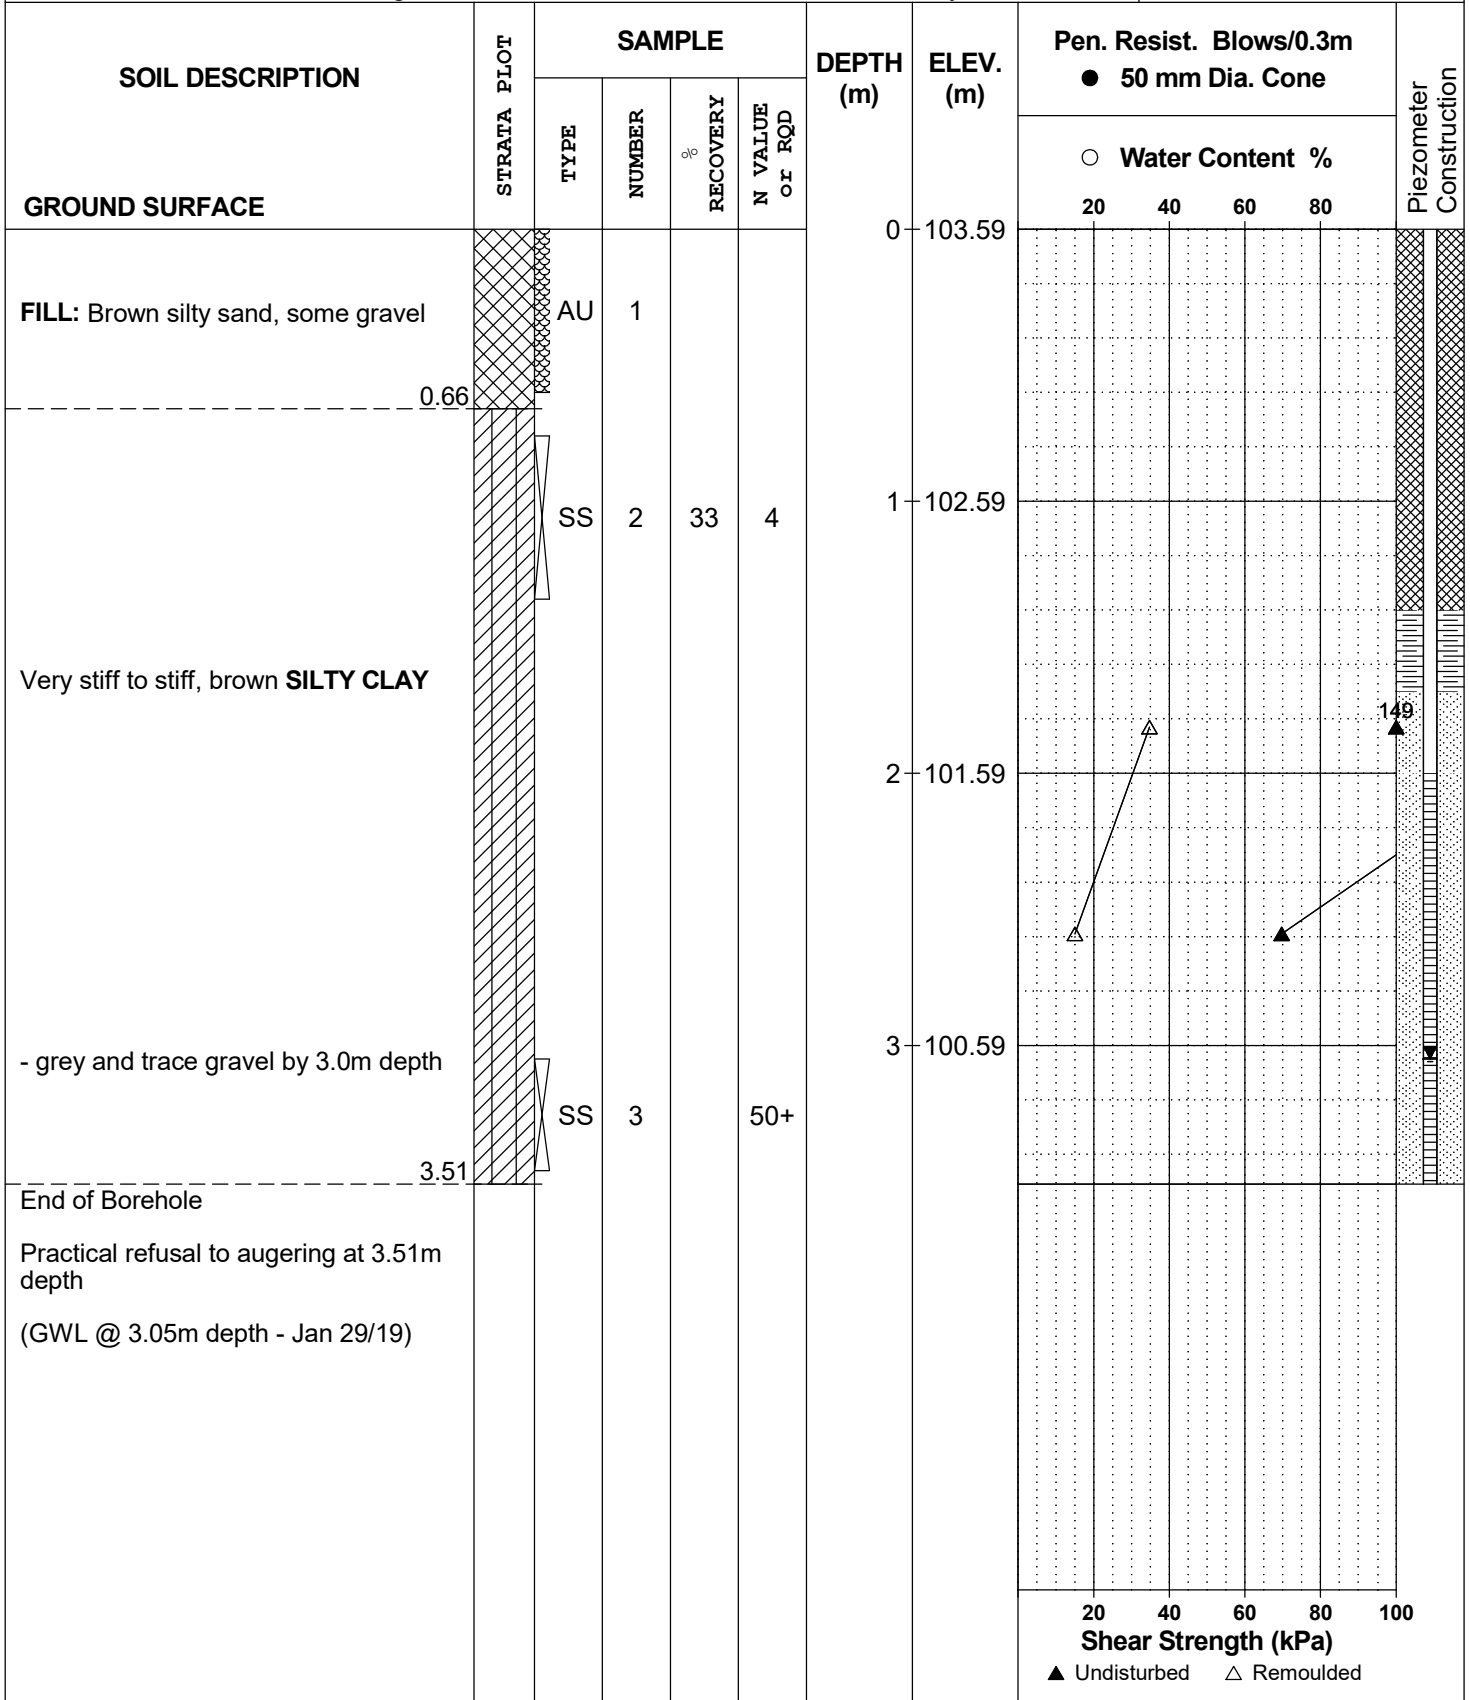 SOIL DESCRIPTION
GROUND SURFACE
STRATA PLOT
SAMPLE
TYPE
NUMBER
% RECOVERY
N VALUE or RQD
DEPTH (m)
ELEV. (m)
Pen. Resist. Blows/0.3m
● 50 mm Dia. Cone
○ Water Content %
20 40 60 80
Piezometer Construction
0 103.59
FILL: Brown silty sand, some gravel
AU 1
0.66
SS 2 33 4
1 102.59
Very stiff to stiff, brown SILTY CLAY
149
2 101.59
3 100.59
- grey and trace gravel by 3.0m depth
SS 3 50+
3.51
End of Borehole
Practical refusal to augering at 3.51m
depth
(GWL @ 3.05m depth - Jan 29/19)
20 40 60 80 100
Shear Strength (kPa)
▲ Undisturbed △ Remoulded